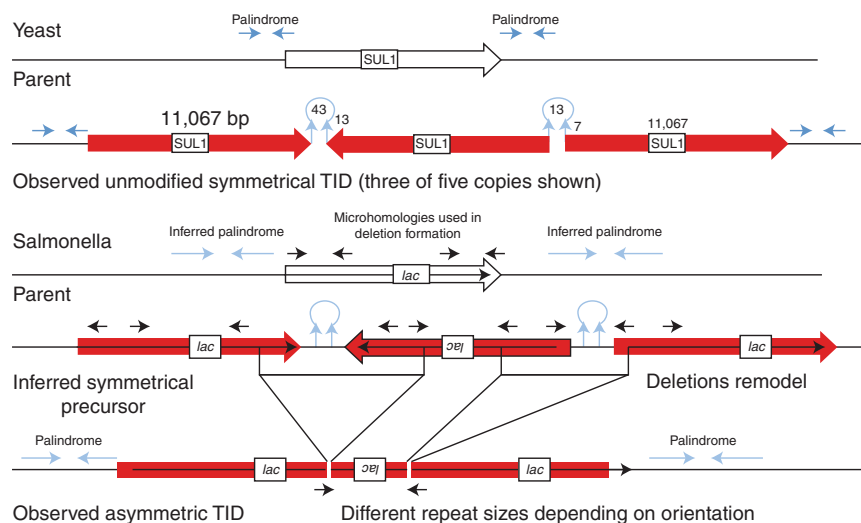 Yeast
Palindrome
Palindrome
SUL1
Parent
11,067 bp
43
13
13
7
11,067
SUL1
SUL1
SUL1
Observed unmodified symmetrical TID (three of five copies shown)
Microhomologies used in
deletion formation
Inferred palindrome
Inferred palindrome
Salmonella
lac
Parent
lac
lac
lac
Inferred symmetrical
precursor
Deletions remodel
Palindrome
Palindrome
lac
lac
lac
Observed asymmetric TID
Different repeat sizes depending on orientation